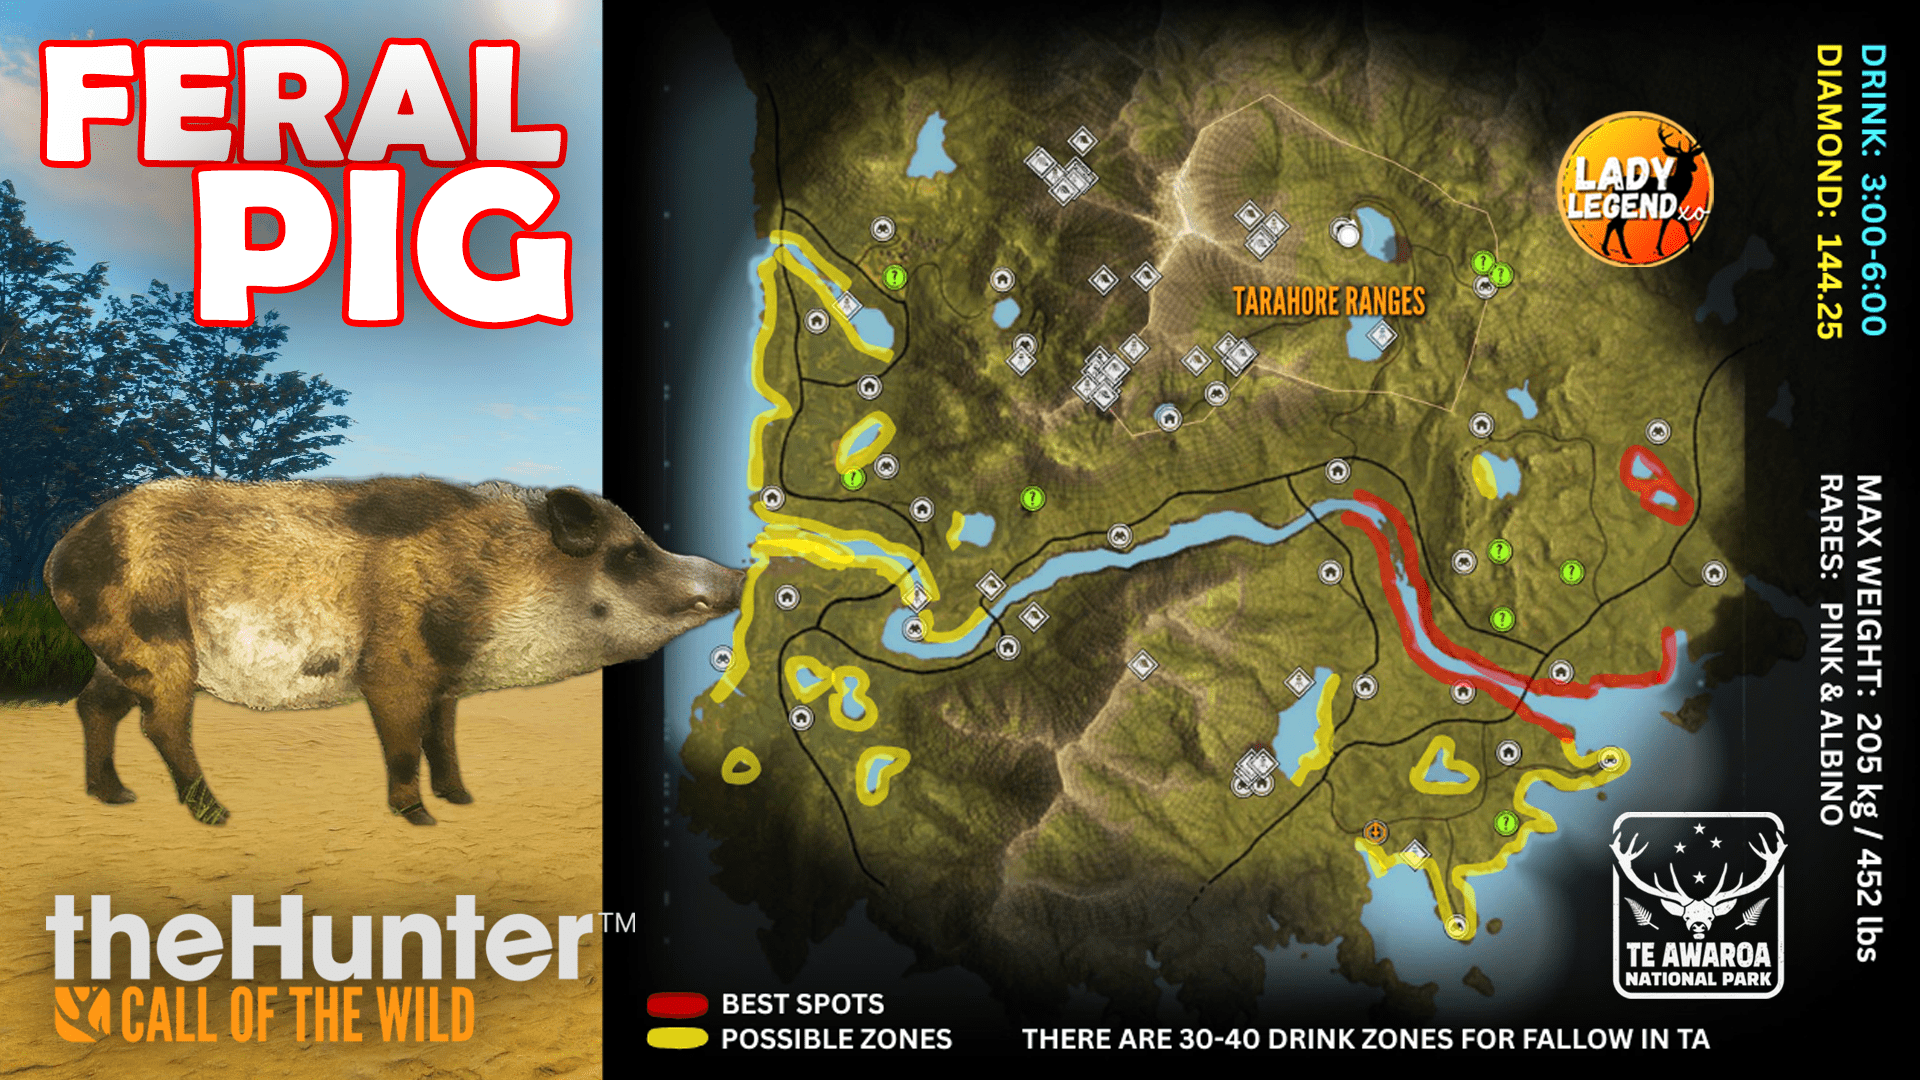 FERAL
PIG
theHunter™
CALL OF THE WILD
TARAHORE RANGES
LADY
LEGENDxo
DRINK: 3:00-6:00
DIAMOND: 144.25
MAX WEIGHT: 205 kg / 452 lbs
RARES: PINK & ALBINO
TE AWAROA
NATIONAL PARK
BEST SPOTS
POSSIBLE ZONES
THERE ARE 30-40 DRINK ZONES FOR FALLOW IN TA